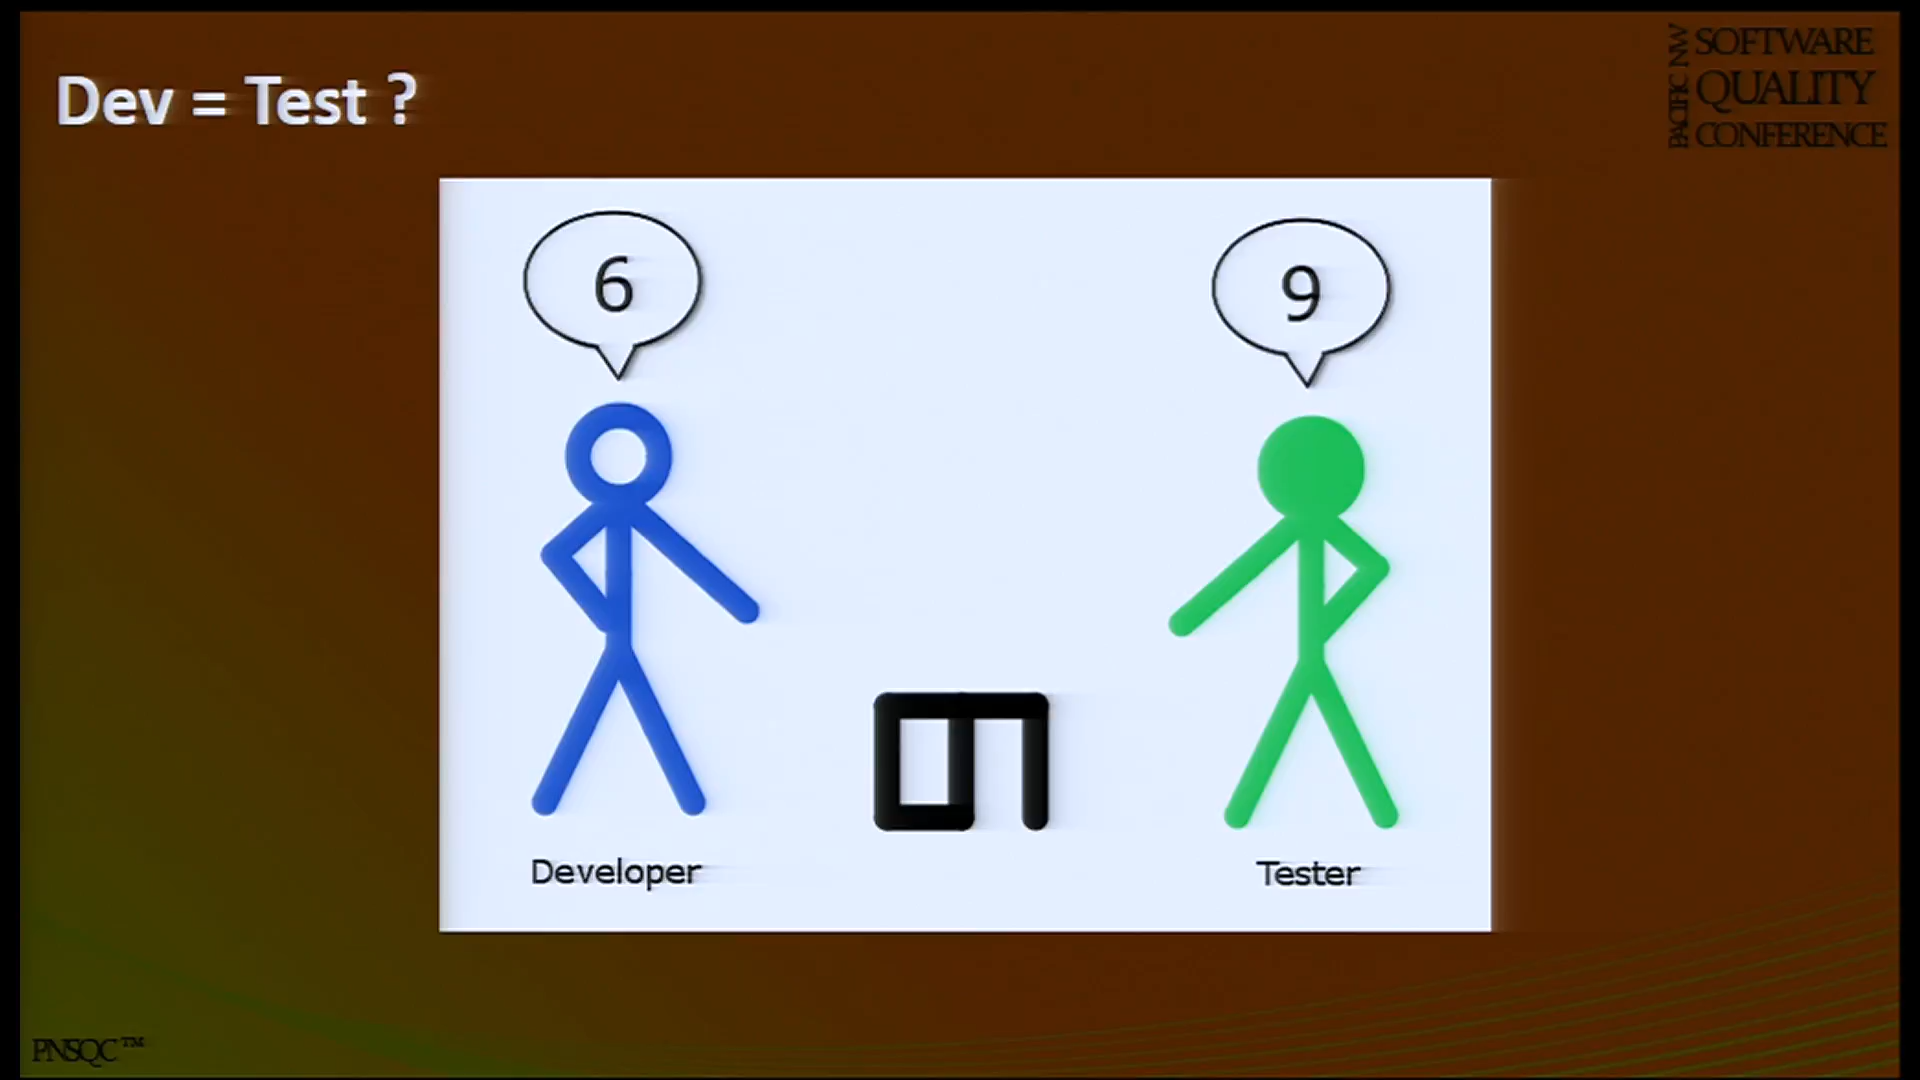 Dev = Test ?
PACIFIC NW
SOFTWARE
QUALITY
CONFERENCE
6
9
Developer
Tester
PNSQC™